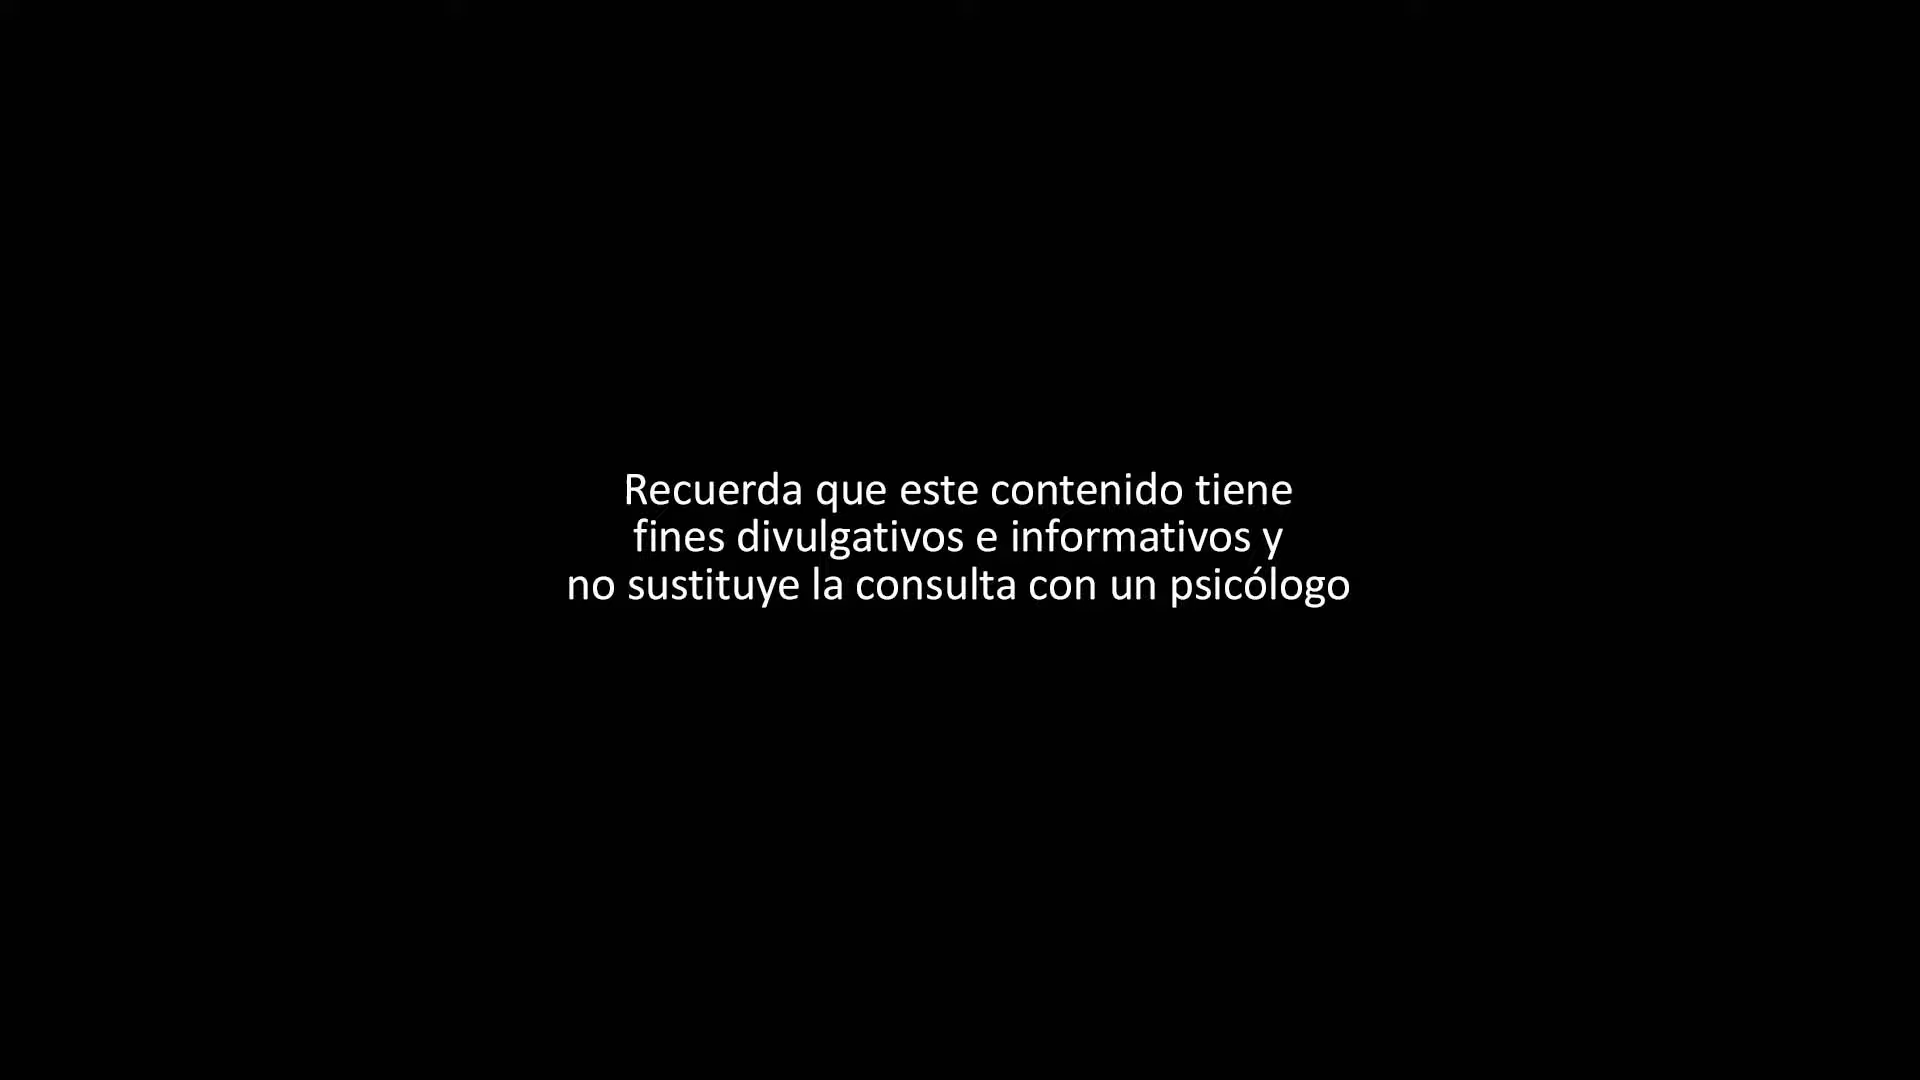 Recuerda que este contenido tiene
fines divulgativos e informativos y
no sustituye la consulta con un psicólogo